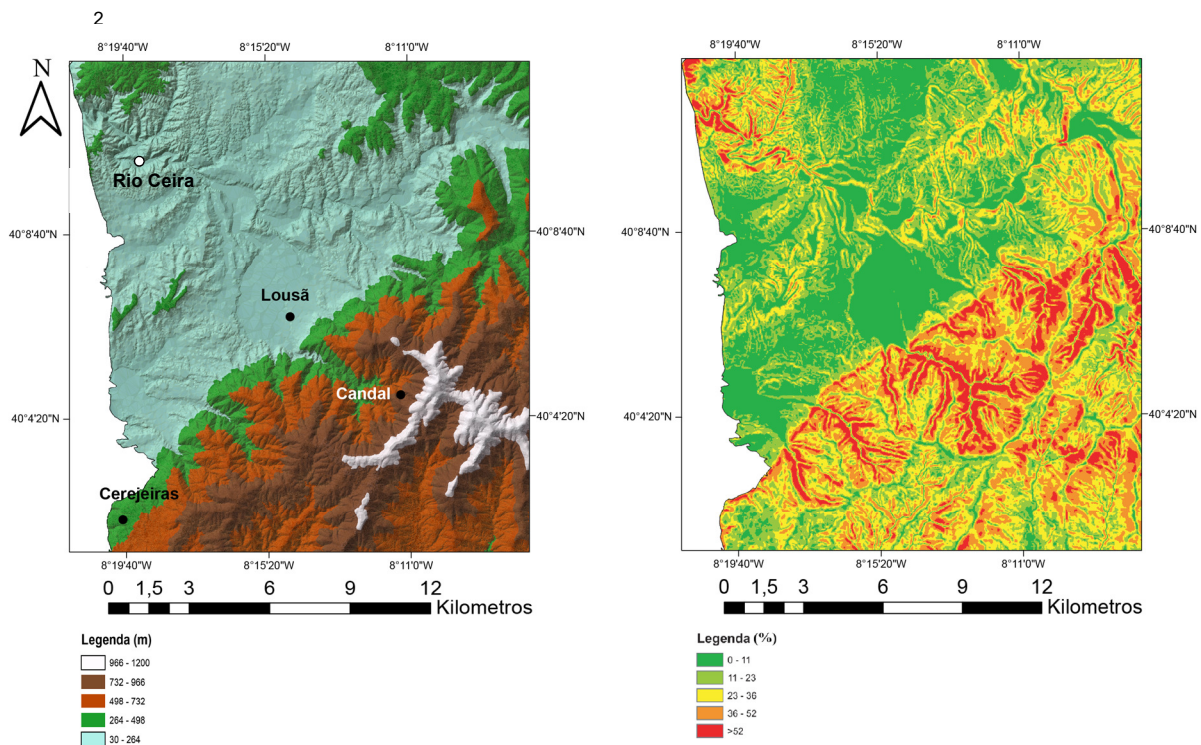 2
8°19'40"W 8°15'20"W 8°11'0"W
N
Rio Ceira
40°8'40"N 40°8'40"N
Lousã
Candal
40°4'20"N 40°4'20"N
Cerejeiras
8°19'40"W 8°15'20"W 8°11'0"W
0 1,5 3 6 9 12
Kilometros
Legenda (m)
966 - 1200
732 - 966
498 - 732
264 - 498
30 - 264
8°19'40"W 8°15'20"W 8°11'0"W
40°8'40"N 40°8'40"N
40°4'20"N 40°4'20"N
8°19'40"W 8°15'20"W 8°11'0"W
0 1,5 3 6 9 12
Kilometros
Legenda (%)
0 - 11
11 - 23
23 - 36
36 - 52
>52